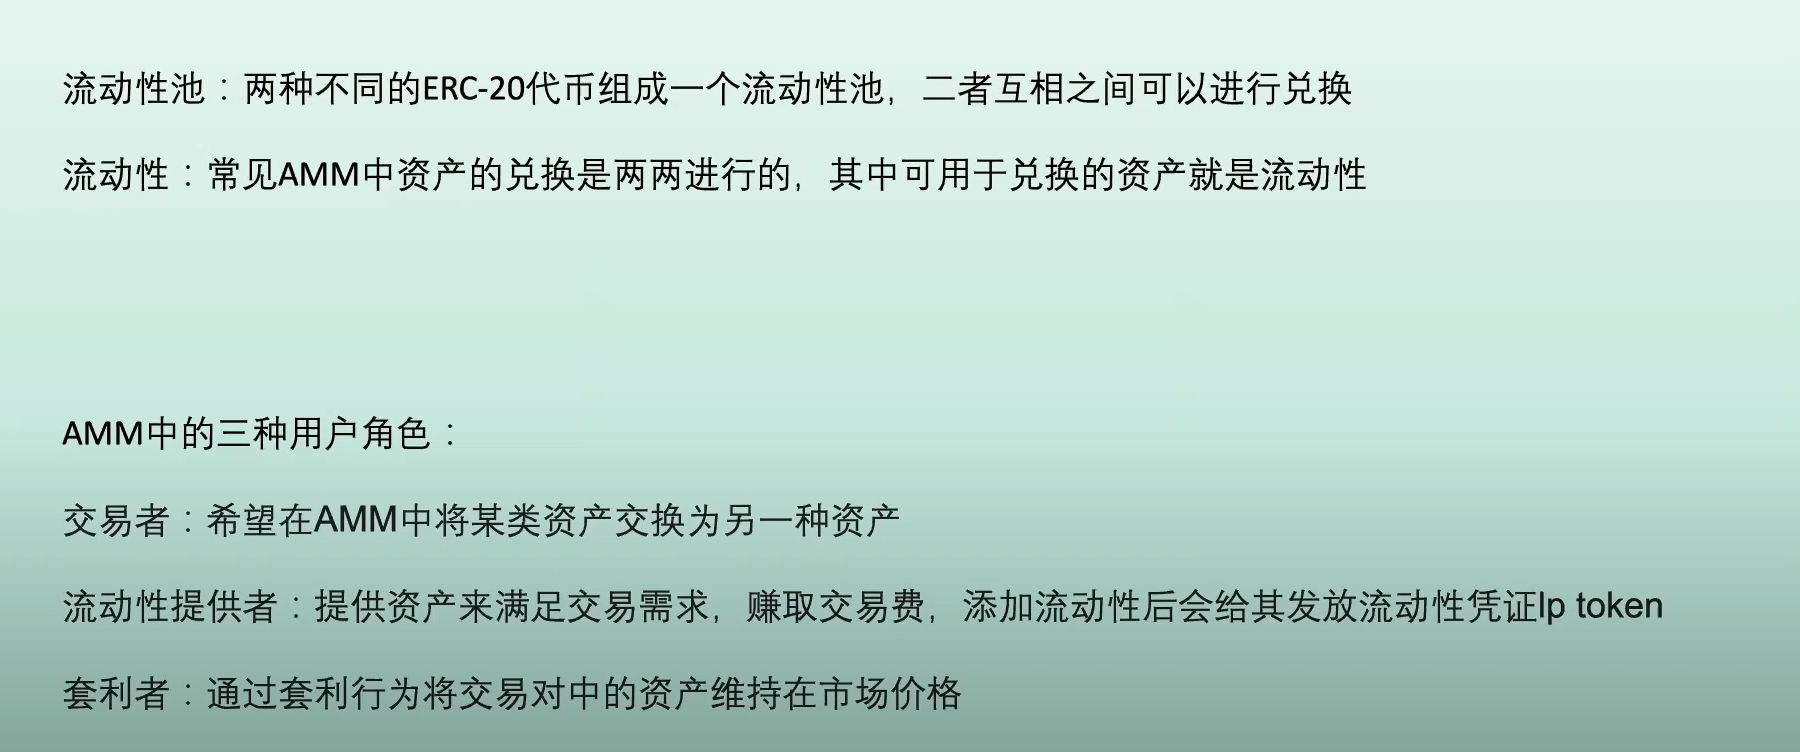 流动性池：两种不同的ERC-20代币组成一个流动性池，二者互相之间可以进行兑换
流动性：常见AMM中资产的兑换是两两进行的，其中可用于兑换的资产就是流动性
AMM中的三种用户角色：
交易者：希望在AMM中将某类资产交换为另一种资产
流动性提供者：提供资产来满足交易需求，赚取交易费，添加流动性后会给其发放流动性凭证lp token
套利者：通过套利行为将交易对中的资产维持在市场价格